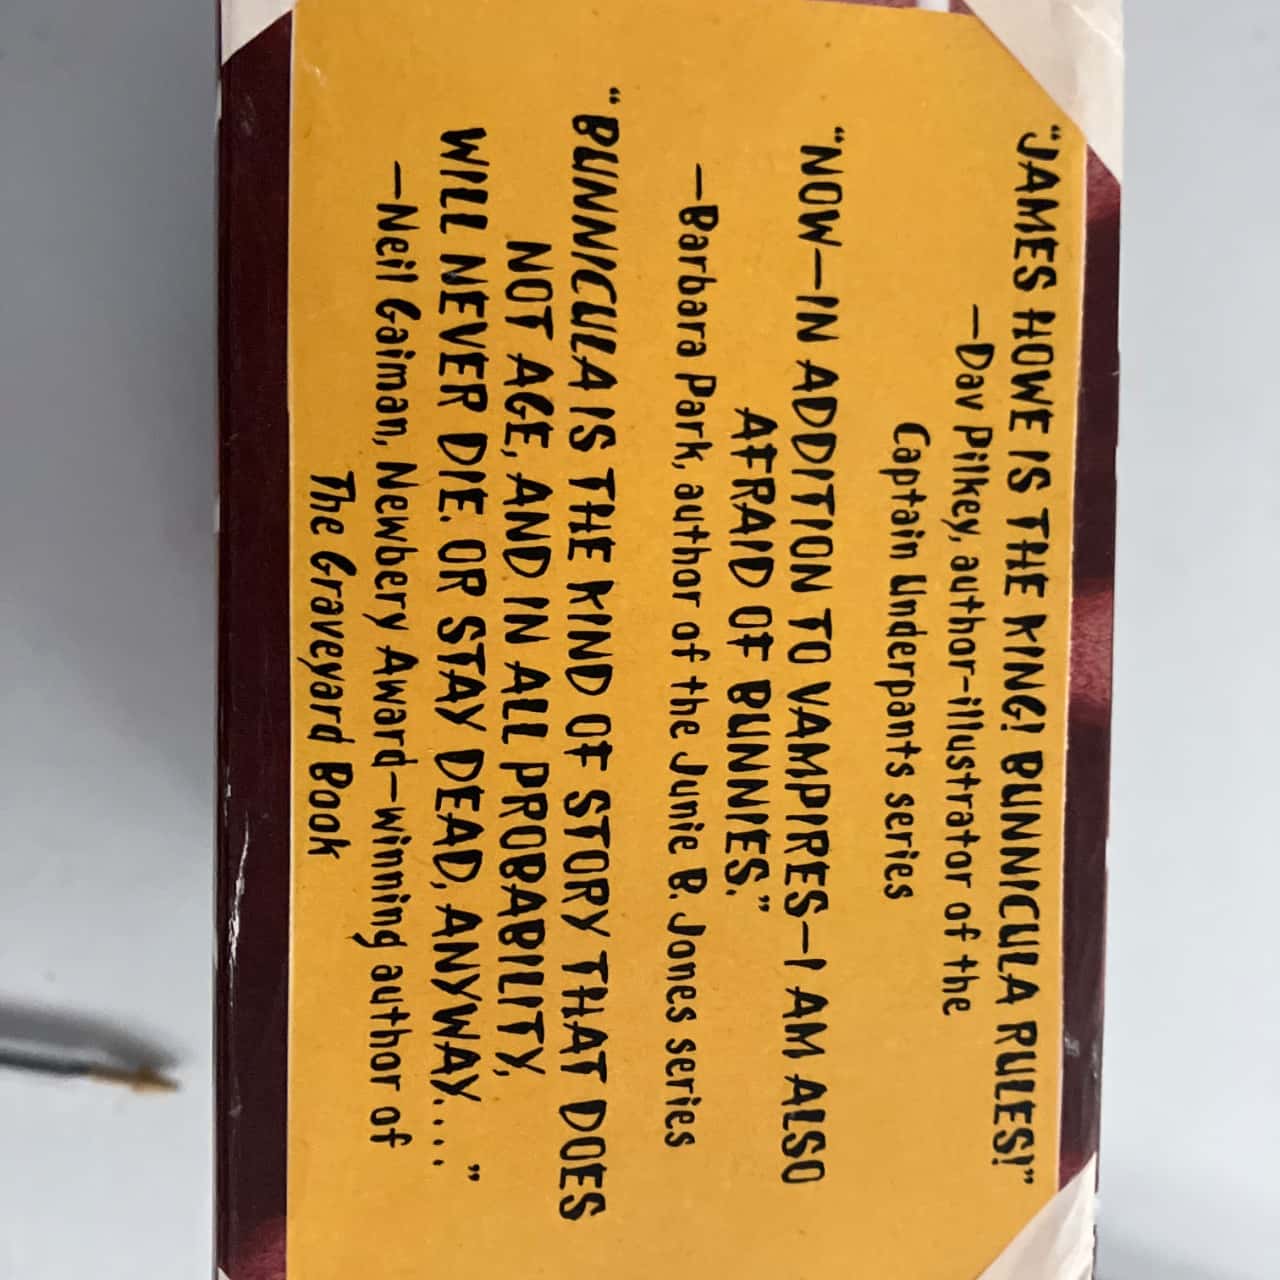 "JAMES HOWE IS THE KING! BUNNICULA RULES!"
—Dav Pilkey, author-illustrator of the
Captain Underpants series
"NOW—IN ADDITION TO VAMPIRES—I AM ALSO
AFRAID OF BUNNIES."
—Barbara Park, author of the Junie B. Jones series
"BUNNICULA IS THE KIND OF STORY THAT DOES
NOT AGE, AND IN ALL PROBABILITY,
WILL NEVER DIE. OR STAY DEAD, ANYWAY...."
—Neil Gaiman, Newbery Award-winning author of
The Graveyard Book